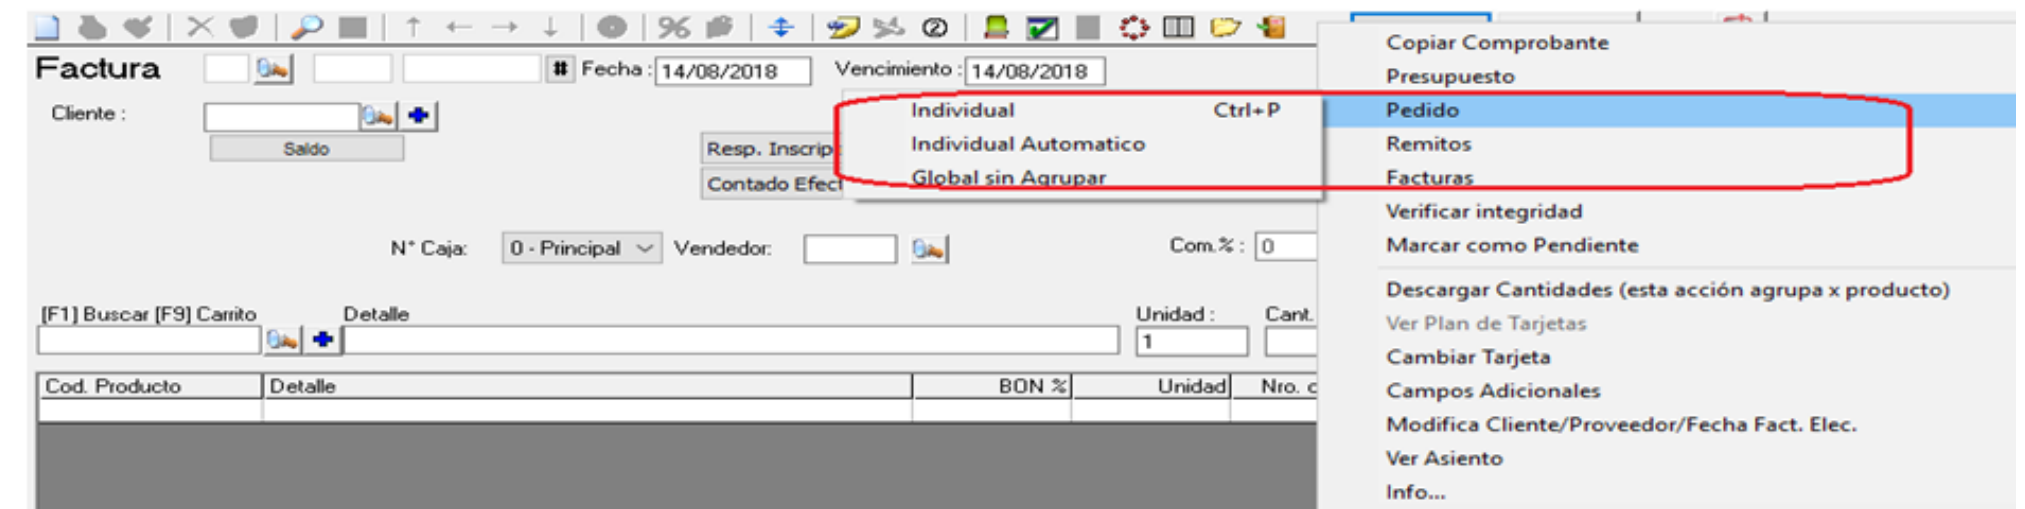 Factura
# Fecha : 14/08/2018 Vencimiento : 14/08/2018
Cliente :
Saldo
Resp. Inscrip
Contado Efect
Individual Ctrl+P
Individual Automatico
Global sin Agrupar
Copiar Comprobante
Presupuesto
Pedido
Remitos
Facturas
Verificar integridad
Marcar como Pendiente
Descargar Cantidades (esta acción agrupa x producto)
Ver Plan de Tarjetas
Cambiar Tarjeta
Campos Adicionales
Modifica Cliente/Proveedor/Fecha Fact. Elec.
Ver Asiento
Info...
N° Caja: 0 - Principal Vendedor: Com.% : 0
[F1] Buscar [F9] Carrito Detalle Unidad : Cant.
1
Cod. Producto Detalle BON % Unidad Nro. c